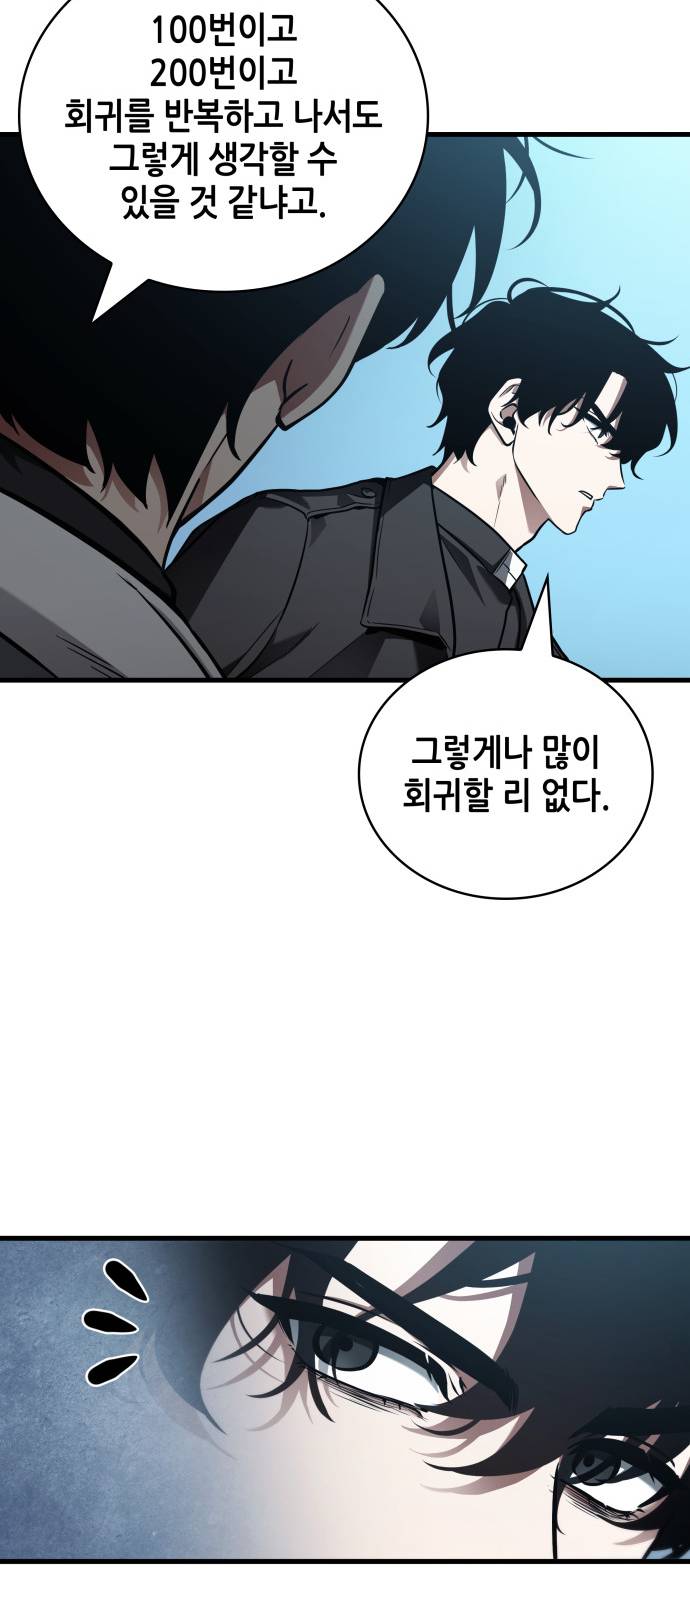 100번이고
200번이고
회귀를 반복하고 나서도
그렇게 생각할 수
있을 것 같냐고.
그렇게나 많이
회귀할 리 없다.